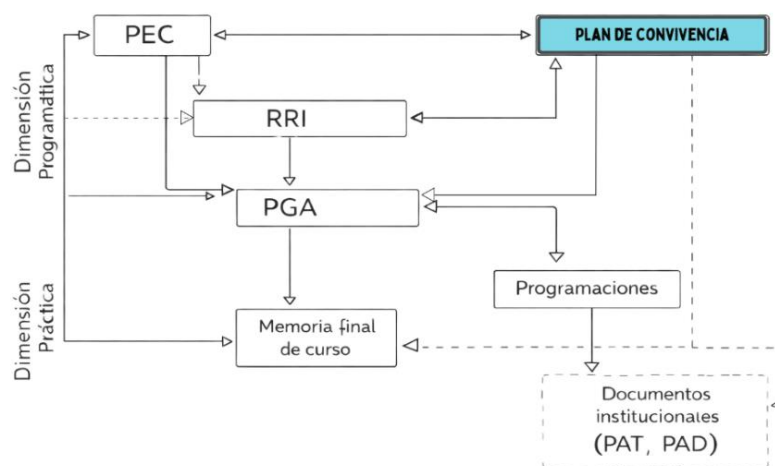 PEC
PLAN DE CONVIVENCIA
Dimensión
Programática
RRI
PGA
Programaciones
Dimensión
Práctica
Memoria final
de curso
Documentos
institucionales
(PAT, PAD)